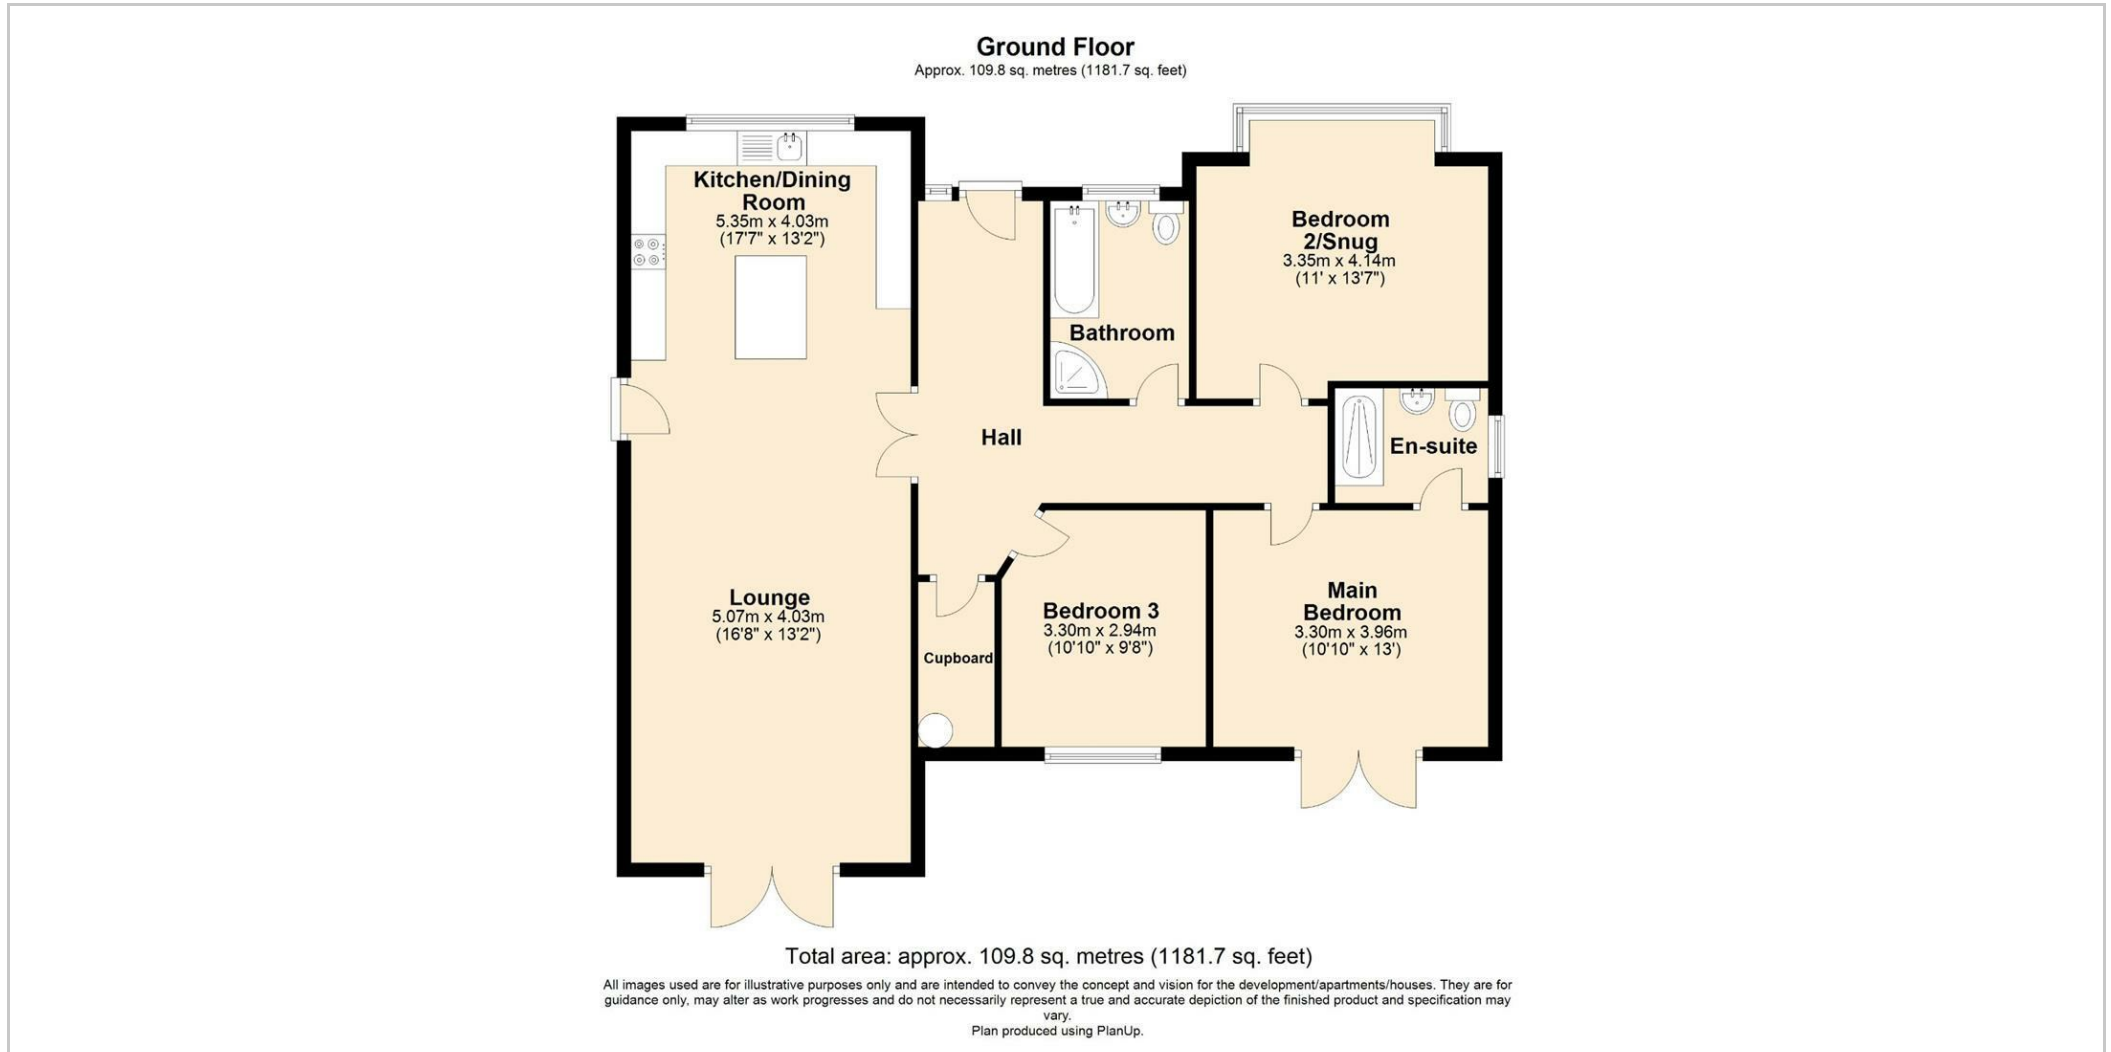 Ground Floor
Approx. 109.8 sq. metres (1181.7 sq. feet)
Kitchen/Dining
Room
5.35m x 4.03m
(17'7" x 13'2")
Bedroom
2/Snug
3.35m x 4.14m
(11' x 13'7")
Bathroom
Hall
En-suite
Lounge
5.07m x 4.03m
(16'8" x 13'2")
Cupboard
Bedroom 3
3.30m x 2.94m
(10'10" x 9'8")
Main
Bedroom
3.30m x 3.96m
(10'10" x 13')
Total area: approx. 109.8 sq. metres (1181.7 sq. feet)
All images used are for illustrative purposes only and are intended to convey the concept and vision for the development/apartments/houses. They are for
guidance only, may alter as work progresses and do not necessarily represent a true and accurate depiction of the finished product and specification may
vary.
Plan produced using PlanUp.